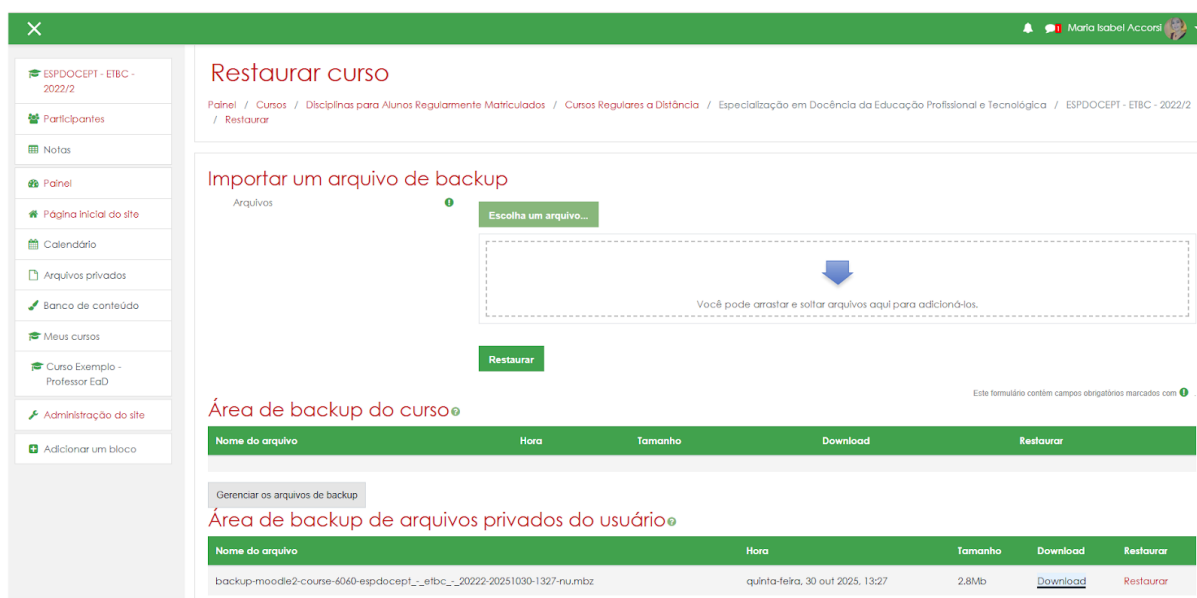 1 Maria Isabel Accorsi
ESPDOCEPT - ETBC -
2022/2
Participantes
Notas
Painel
Página inicial do site
Calendário
Arquivos privados
Banco de conteúdo
Meus cursos
Curso Exemplo -
Professor EaD
Administração do site
Adicionar um bloco
Restaurar curso
Painel / Cursos / Disciplinas para Alunos Regularmente Matriculados / Cursos Regulares a Distância / Especialização em Docência da Educação Profissional e Tecnológica / ESPDOCEPT - ETBC - 2022/2
/ Restaurar
Importar um arquivo de backup
Arquivos
Escolha um arquivo...
Você pode arrastar e soltar arquivos aqui para adicioná-los.
Restaurar
Este formulário contém campos obrigatórios marcados com .
Área de backup do curso
Nome do arquivo Hora Tamanho Download Restaurar
Gerenciar os arquivos de backup
Área de backup de arquivos privados do usuário
Nome do arquivo Hora Tamanho Download Restaurar
backup-moodle2-course-6060-espdocept_-_etbc_-_20222-20251030-1327-nu.mbz quinta-feira, 30 out 2025, 13:27 2.8Mb Download Restaurar